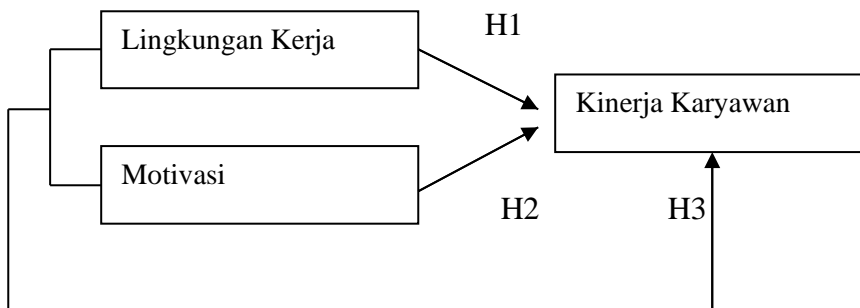 Lingkungan Kerja
H1
Kinerja Karyawan
Motivasi
H2
H3